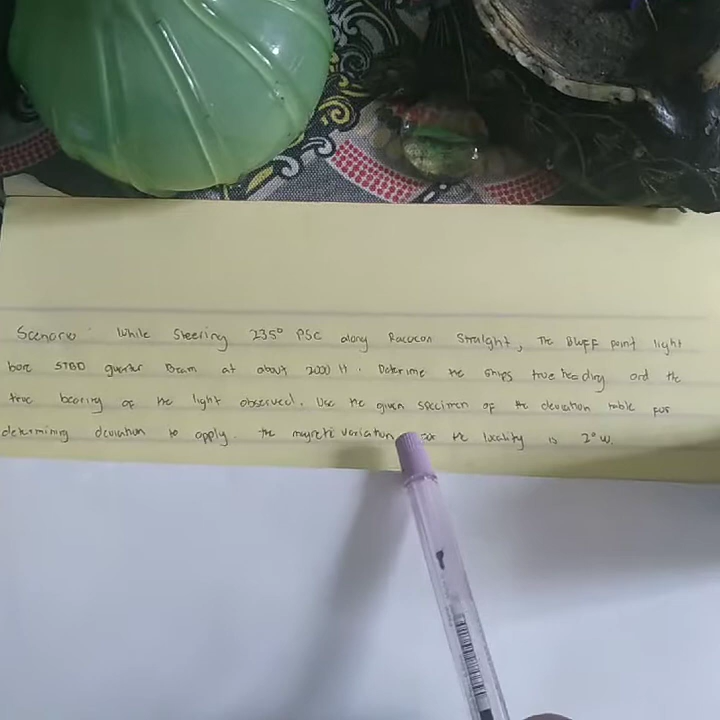 Scenario: While steering 235° PSC along Raccoon Straight, The Bluff point light
bore STBD quarter Beam at about 2000 H. Determine the ships true heading and the
true bearing of the light observed. Use the given specimen of the deviation table for
determining deviation to apply. The magnetic variation for the locality is 2° W.